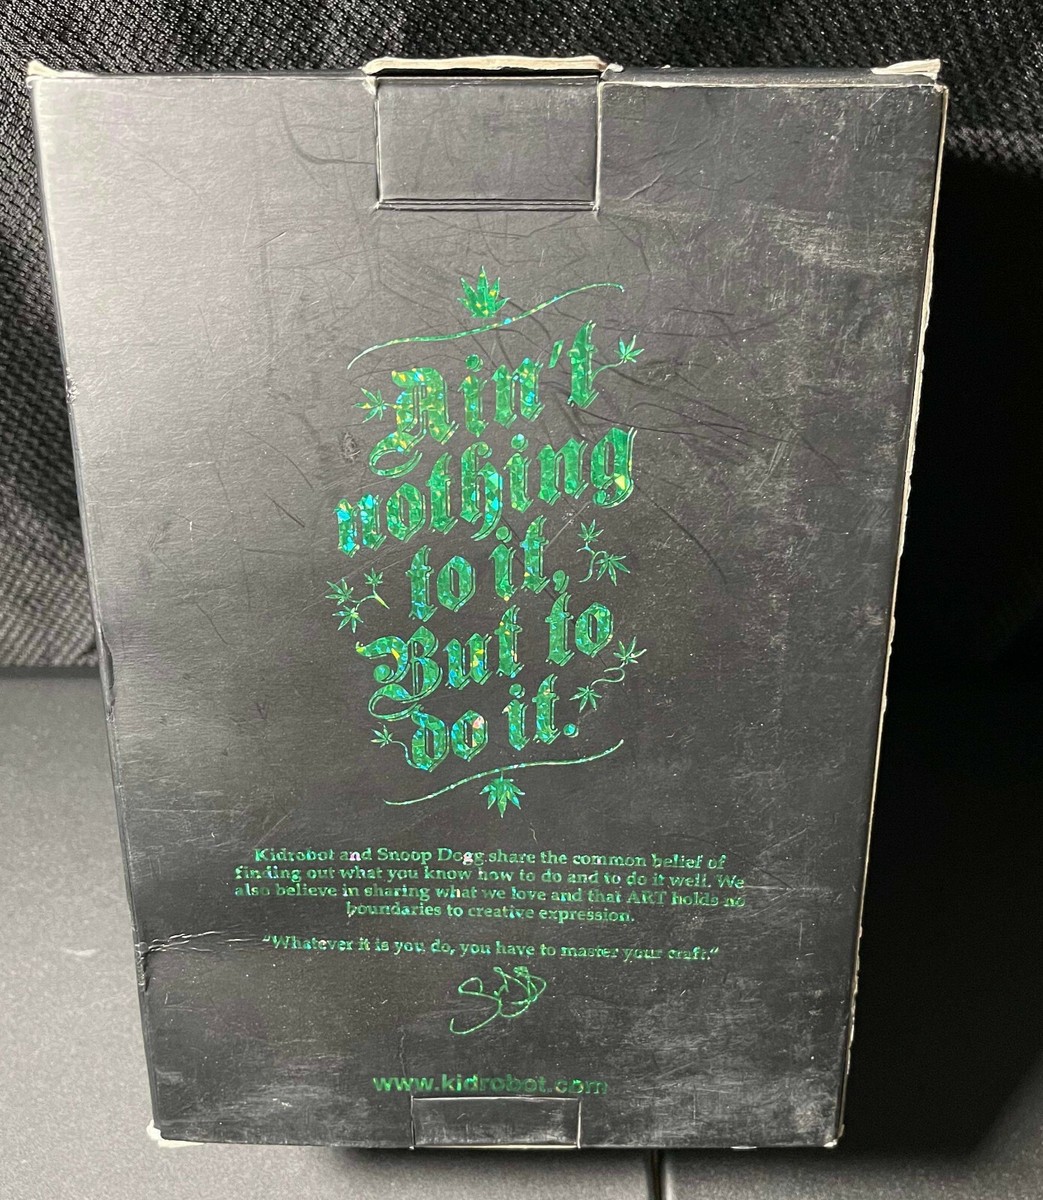 Ain't
nothing
to it,
But to
do it.
Kidrobot and Snoop Dogg share the common belief of
finding out what you know how to do and to do it well. We
also believe in sharing what we love and that ART holds no
boundaries to creative expression.
"Whatever it is you do, you have to master your craft."
www.kidrobot.com